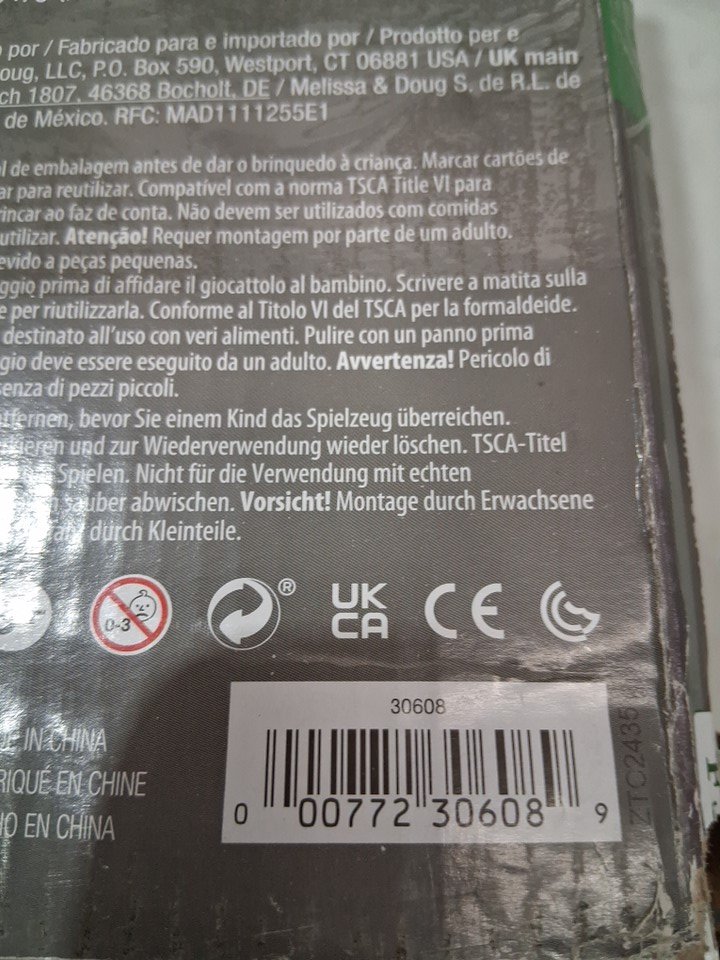 por / Fabricado para e importado por / Prodotto per e
oug, LLC, P.O. Box 590, Westport, CT 06881 USA / UK main
ch 1807, 46368 Bocholt, DE / Melissa & Doug S. de R.L. de
de México. RFC: MAD1111255E1
l de embalagem antes de dar o brinquedo à criança. Marcar cartões de
ar para reutilizar. Compatível com a norma TSCA Title VI para
rincar ao faz de conta. Não devem ser utilizados com comidas
utilizar. Atenção! Requer montagem por parte de um adulto.
evido a peças pequenas.
ggio prima di affidare il giocattolo al bambino. Scrivere a matita sulla
e per riutilizzarla. Conforme al Titolo VI del TSCA per la formaldeide.
destinato all'uso con veri alimenti. Pulire con un panno prima
gio deve essere eseguito da un adulto. Avvertenza! Pericolo di
senza di pezzi piccoli.
tfernen, bevor Sie einem Kind das Spielzeug überreichen.
ieren und zur Wiederverwendung wieder löschen. TSCA-Titel
Spielen. Nicht für die Verwendung mit echten
sauber abwischen. Vorsicht! Montage durch Erwachsene
durch Kleinteile.
0-3
®
UK
CA
CE
30608
0 00772 30608 9
ZTC2435
E IN CHINA
RIQUÉ EN CHINE
O EN CHINA